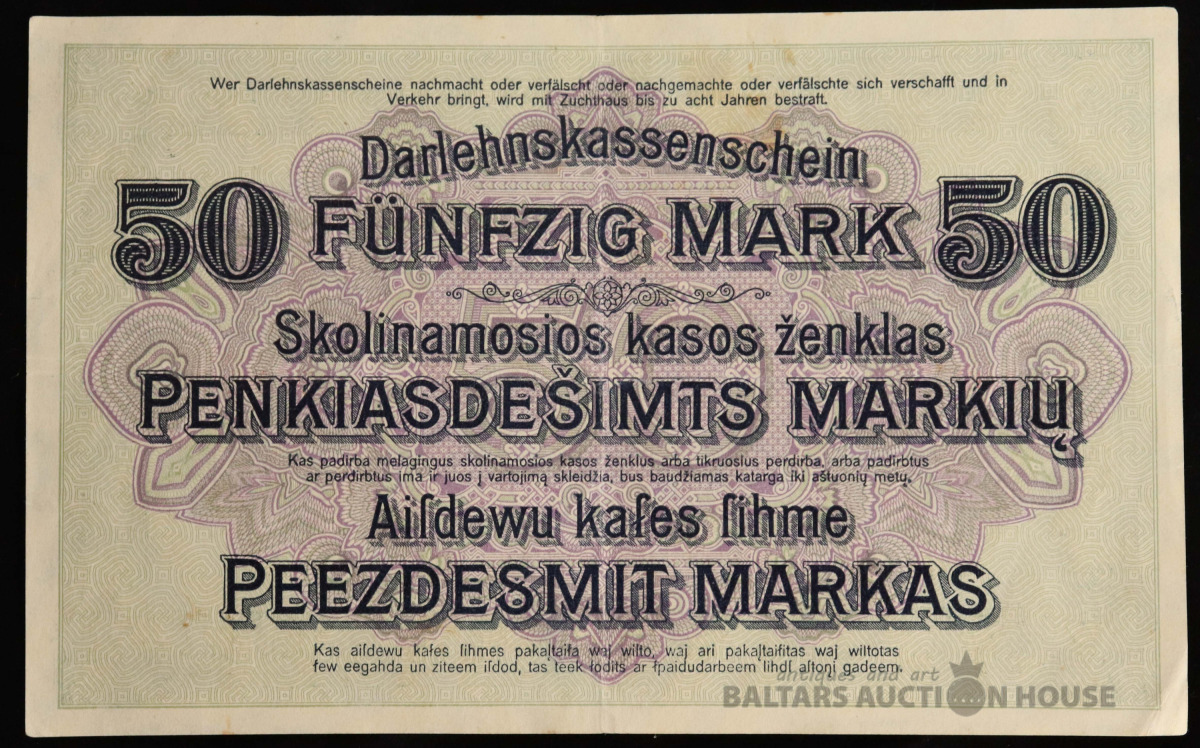 Wer Darlehnskassenscheine nachmacht oder verfälscht oder nachgemachte oder verfälschte sich verschafft und in
Verkehr bringt, wird mit Zuchthaus bis zu acht Jahren bestraft.
Darlehnskassenschein
50 FÜNFZIG MARK 50
Skolinamosios kasos ženklas
PENKIASDEŠIMTS MARKIŲ
Kas padirba melagingus skolinamosios kasos ženklus arba tikruosius perdirba, arba padirbtus
ar perdirbtus ima ir juos į vartojimą skleidžia, bus baudžiamas katarga iki aštuonių metų.
Aiſdewu kaſes ſihme
PEEZDESMIT MARKAS
Kas aiſdewu kaſes ſihmes pakaļtaiſa waj wilto, waj ari pakaļtaiſitas waj wiltotas
ſew eegahda un ziteem iſdod, tas teek ſodits ar ſpaidudarbeem lihdſ aſtoņi gadeem.
antiques and art
BALTARS AUCTION HOUSE